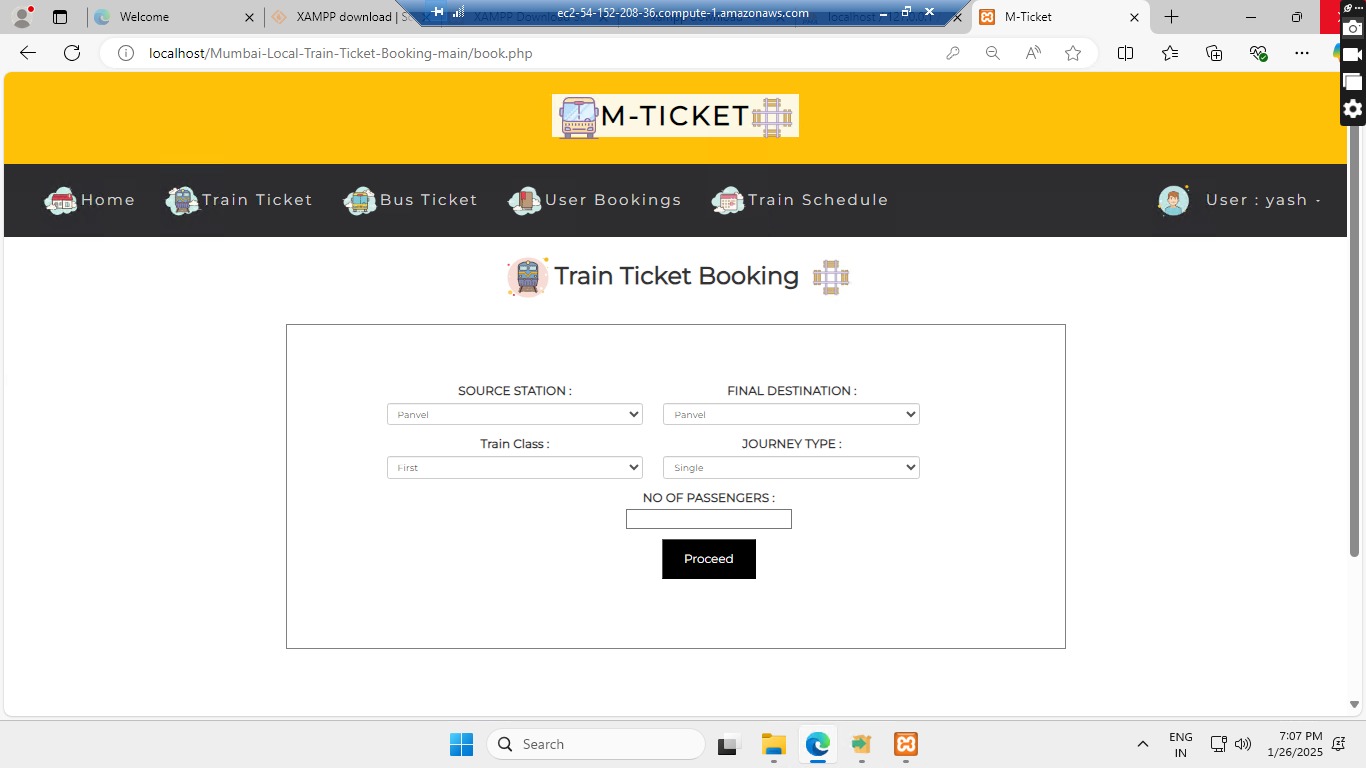 Welcome
XAMPP download | S
ec2-54-152-208-36.compute-1.amazonaws.com
M-Ticket
localhost/Mumbai-Local-Train-Ticket-Booking-main/book.php
M-TICKET
Home Train Ticket Bus Ticket User Bookings Train Schedule User : yash -
Train Ticket Booking
SOURCE STATION : FINAL DESTINATION :
Panvel Panvel
Train Class : JOURNEY TYPE :
First Single
NO OF PASSENGERS :
Proceed
Search
ENG 7:07 PM
IN 1/26/2025